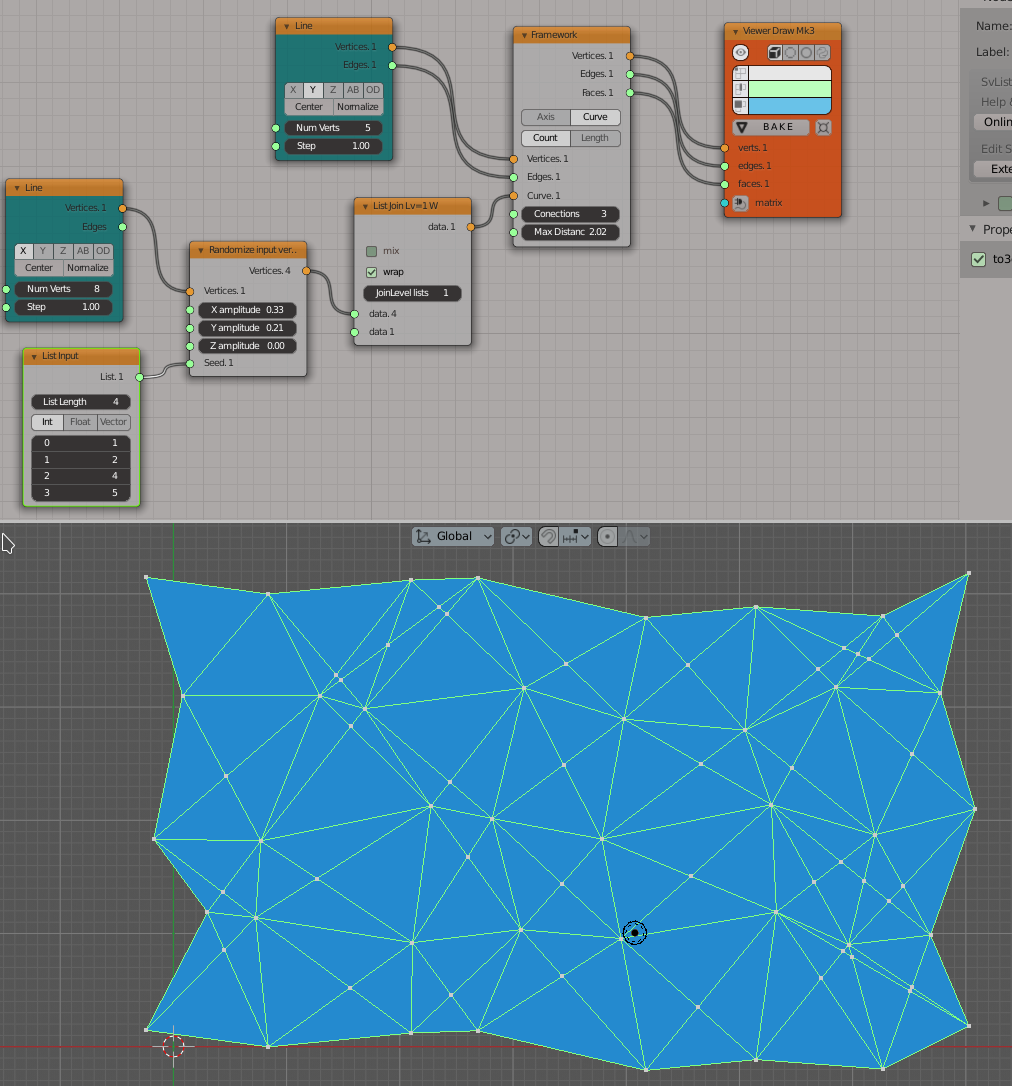 Line
Vertices. 1
Edges. 1
X Y Z AB OD
Center Normalize
Num Verts 5
Step 1.00
Framework
Vertices. 1
Edges. 1
Faces. 1
Axis Curve
Count Length
Vertices. 1
Edges. 1
Curve. 1
Conections 3
Max Distanc 2.02
Viewer Draw Mk3
BAKE
verts. 1
edges. 1
faces. 1
matrix
Name:
Label:
SvList
Help &
Onlin
Edit S
Exte
Prope
to3
Line
Vertices. 1
Edges
X Y Z AB OD
Center Normalize
Num Verts 8
Step 1.00
Randomize input ver..
Vertices. 4
Vertices. 1
X amplitude 0.33
Y amplitude 0.21
Z amplitude 0.00
Seed. 1
List Join Lv=1 W
data. 1
mix
wrap
JoinLevel lists 1
data. 4
data 1
List Input
List. 1
List Length 4
Int Float Vector
0 1
1 2
2 4
3 5
Global